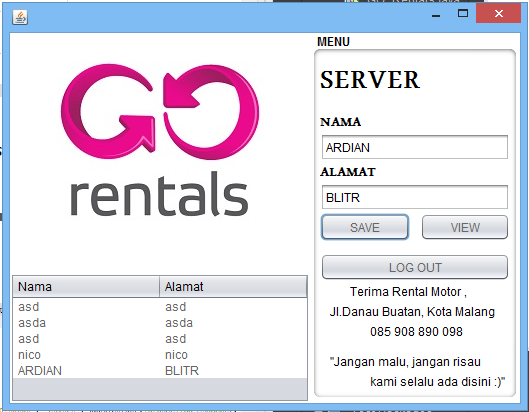 GO
rentals
Nama Alamat
asd asd
asda asda
asd asd
nico nico
ARDIAN BLITR
MENU
SERVER
NAMA
ARDIAN
ALAMAT
BLITR
SAVE VIEW
LOG OUT
Terima Rental Motor ,
Jl.Danau Buatan, Kota Malang
085 908 890 098
"Jangan malu, jangan risau
kami selalu ada disini :)"